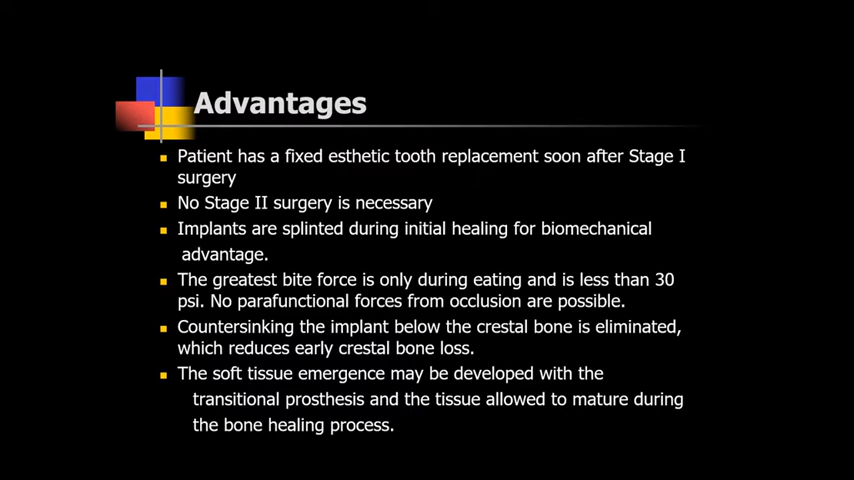 Advantages
Patient has a fixed esthetic tooth replacement soon after Stage I
surgery
No Stage II surgery is necessary
Implants are splinted during initial healing for biomechanical
advantage.
The greatest bite force is only during eating and is less than 30
psi. No parafunctional forces from occlusion are possible.
Countersinking the implant below the crestal bone is eliminated,
which reduces early crestal bone loss.
The soft tissue emergence may be developed with the
transitional prosthesis and the tissue allowed to mature during
the bone healing process.